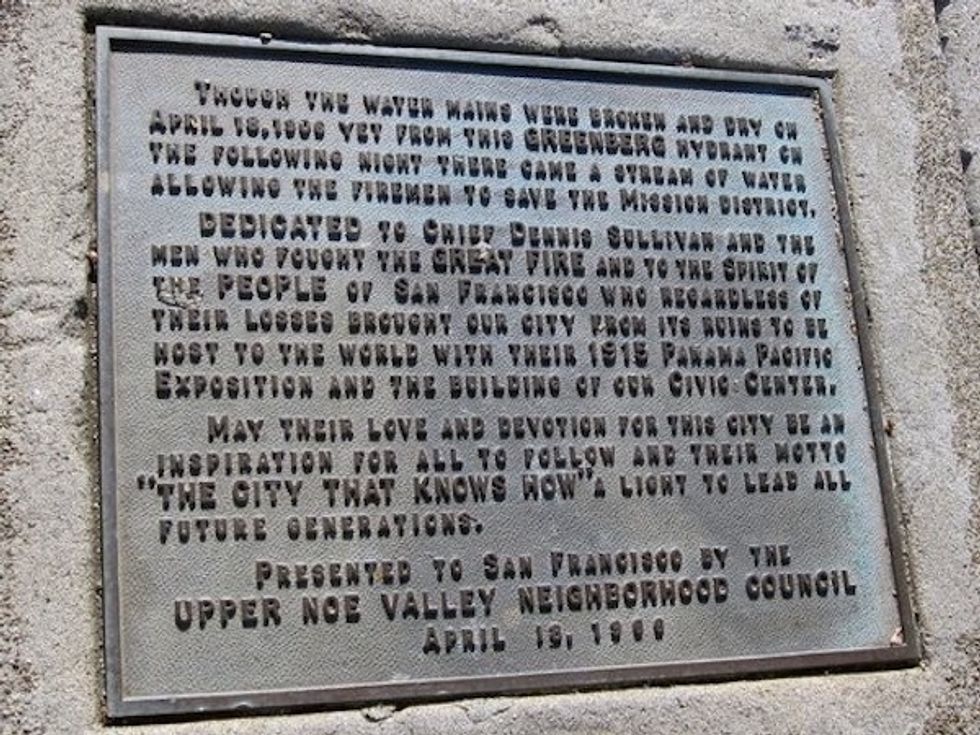 THOUGH THE WATER MAINS WERE BROKEN AND DRY ON
APRIL 18, 1906 YET FROM THIS GREENBERG HYDRANT ON
THE FOLLOWING NIGHT THERE CAME A STREAM OF WATER
ALLOWING THE FIREMEN TO SAVE THE MISSION DISTRICT.
DEDICATED TO CHIEF DENNIS SULLIVAN AND THE
MEN WHO FOUGHT THE GREAT FIRE AND TO THE SPIRIT OF
THE PEOPLE OF SAN FRANCISCO WHO REGARDLESS OF
THEIR LOSSES BROUGHT OUR CITY FROM ITS RUINS TO BE
HOST TO THE WORLD WITH THEIR 1915 PANAMA PACIFIC
EXPOSITION AND THE BUILDING OF OUR CIVIC CENTER.
MAY THEIR LOVE AND DEVOTION FOR THIS CITY BE AN
INSPIRATION FOR ALL TO FOLLOW AND THEIR MOTTO
"THE CITY THAT KNOWS HOW" A LIGHT TO LEAD ALL
FUTURE GENERATIONS.
PRESENTED TO SAN FRANCISCO BY THE
UPPER NOE VALLEY NEIGHBORHOOD COUNCIL
APRIL